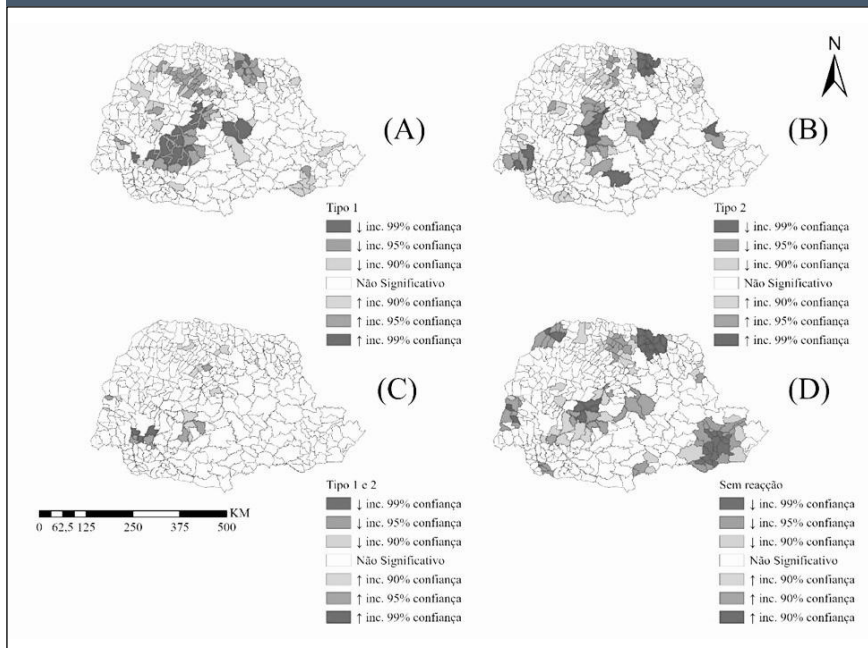 N
(A)
Tipo 1
↓ inc. 99% confiança
↓ inc. 95% confiança
↓ inc. 90% confiança
Não Significativo
↑ inc. 90% confiança
↑ inc. 95% confiança
↑ inc. 99% confiança
(B)
Tipo 2
↓ inc. 99% confiança
↓ inc. 95% confiança
↓ inc. 90% confiança
Não Significativo
↑ inc. 90% confiança
↑ inc. 95% confiança
↑ inc. 99% confiança
(C)
Tipo 1 e 2
↓ inc. 99% confiança
↓ inc. 95% confiança
↓ inc. 90% confiança
Não Significativo
↑ inc. 90% confiança
↑ inc. 95% confiança
↑ inc. 99% confiança
KM
0 62,5 125 250 375 500
(D)
Sem reacção
↓ inc. 99% confiança
↓ inc. 95% confiança
↓ inc. 90% confiança
Não Significativo
↑ inc. 90% confiança
↑ inc. 90% confiança
↑ inc. 90% confiança